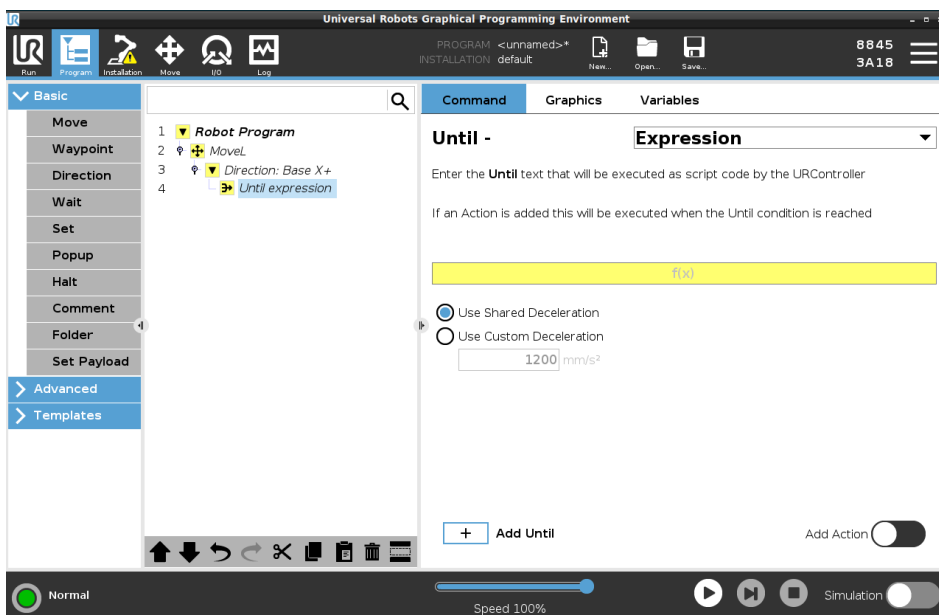 UR
Universal Robots Graphical Programming Environment
UR
Run
Program
Installation
Move
I/O
Log
PROGRAM <unnamed>*
INSTALLATION default
New...
Open...
Save...
8845
3A18
Basic
Move
Waypoint
Direction
Wait
Set
Popup
Halt
Comment
Folder
Set Payload
Advanced
Templates
1 Robot Program
2 MoveL
3 Direction: Base X+
4 Until expression
Command Graphics Variables
Until - Expression
Enter the Until text that will be executed as script code by the URController
If an Action is added this will be executed when the Until condition is reached
f(x)
Use Shared Deceleration
Use Custom Deceleration
1200 mm/s²
+ Add Until
Add Action
Normal
Speed 100%
Simulation